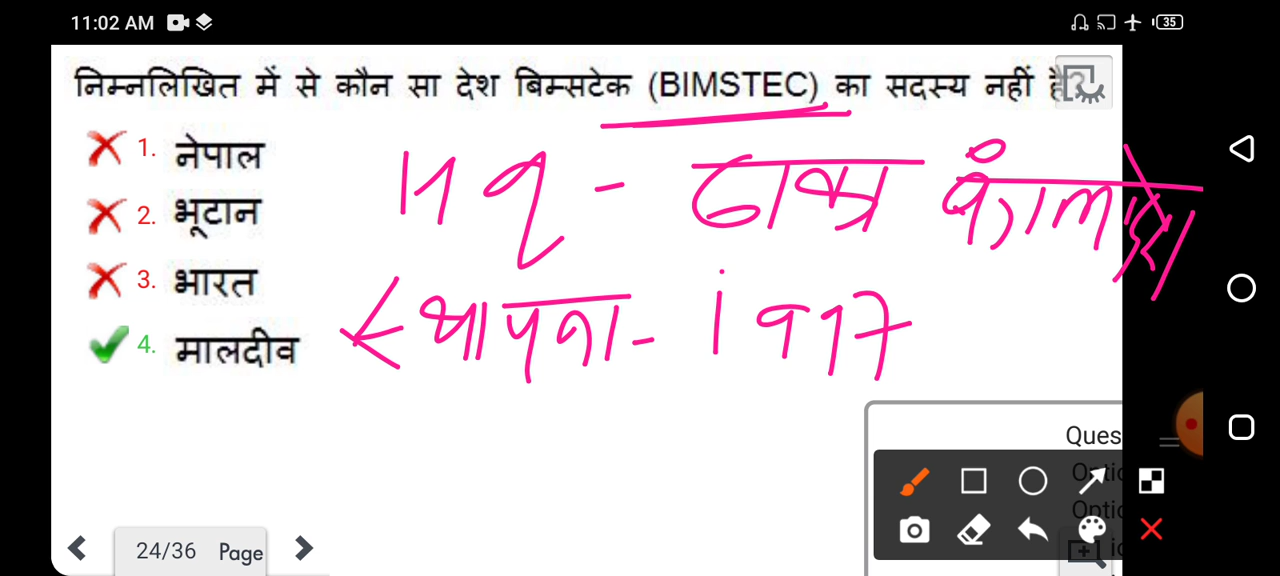 11:02 AM 35
निम्नलिखित में से कौन सा देश बिम्सटेक (BIMSTEC) का सदस्य नहीं है?
1. नेपाल
2. भूटान
3. भारत
4. मालदीव
स्थापना - 1997
Ques
24/36 Page